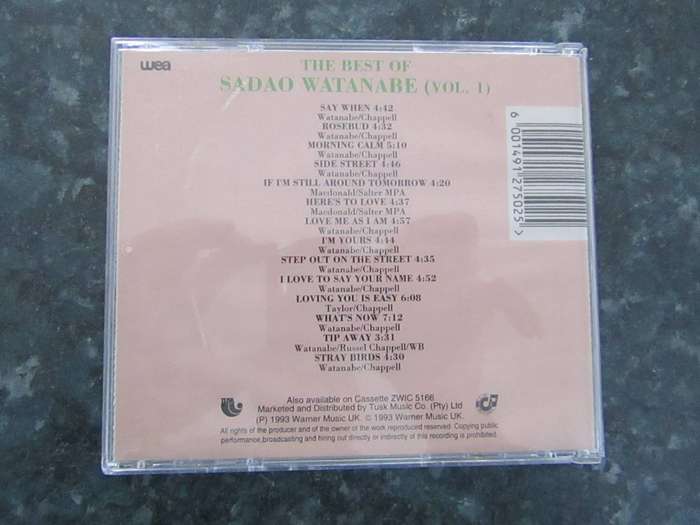 wea
THE BEST OF
SADAO WATANABE (VOL. 1)
SAY WHEN 4:42
Watanabe/Chappell
ROSEBUD 4:32
Watanabe/Chappell
MORNING CALM 5:10
Watanabe/Chappell
SIDE STREET 4:46
Watanabe/Chappell
IF I'M STILL AROUND TOMORROW 4:20
Macdonald/Salter MPA
HERE'S TO LOVE 4:37
Macdonald/Salter MPA
LOVE ME AS I AM 4:57
Watanabe/Chappell
I'M YOURS 4:44
Watanabe/Chappell
STEP OUT ON THE STREET 4:35
Watanabe/Chappell
I LOVE TO SAY YOUR NAME 4:52
Watanabe/Chappell
LOVING YOU IS EASY 6:08
Taylor/Chappell
WHAT'S NOW 7:12
Watanabe/Chappell
TIP AWAY 3:31
Watanabe/Russel Chappell/WB
STRAY BIRDS 4:30
Watanabe/Chappell
6 001491 275025 >
Also available on Cassette ZWIC 5166
Marketed and Distributed by Tusk Music Co. (Pty) Ltd
(P) 1993 Warner Music UK. © 1993 Warner Music UK.
All rights of the producer and of the owner of the work reproduced reserved. Copying public
performance,broadcasting and hiring out directly or indirectly of this recording is prohibited.